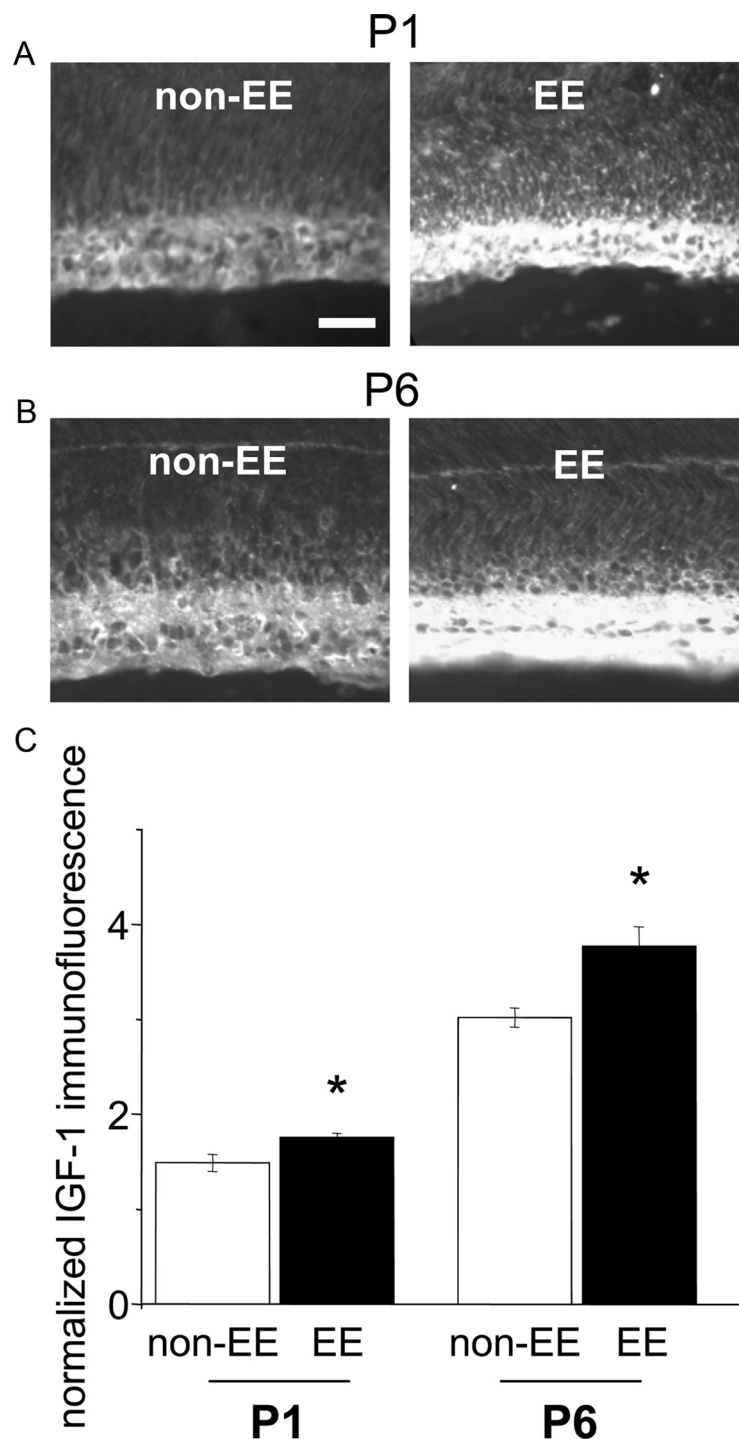 P1
A
non-EE
EE
P6
B
non-EE
EE
C
normalized IGF-1 immunofluorescence
4
2
0
*
*
non-EE
EE
non-EE
EE
P1
P6